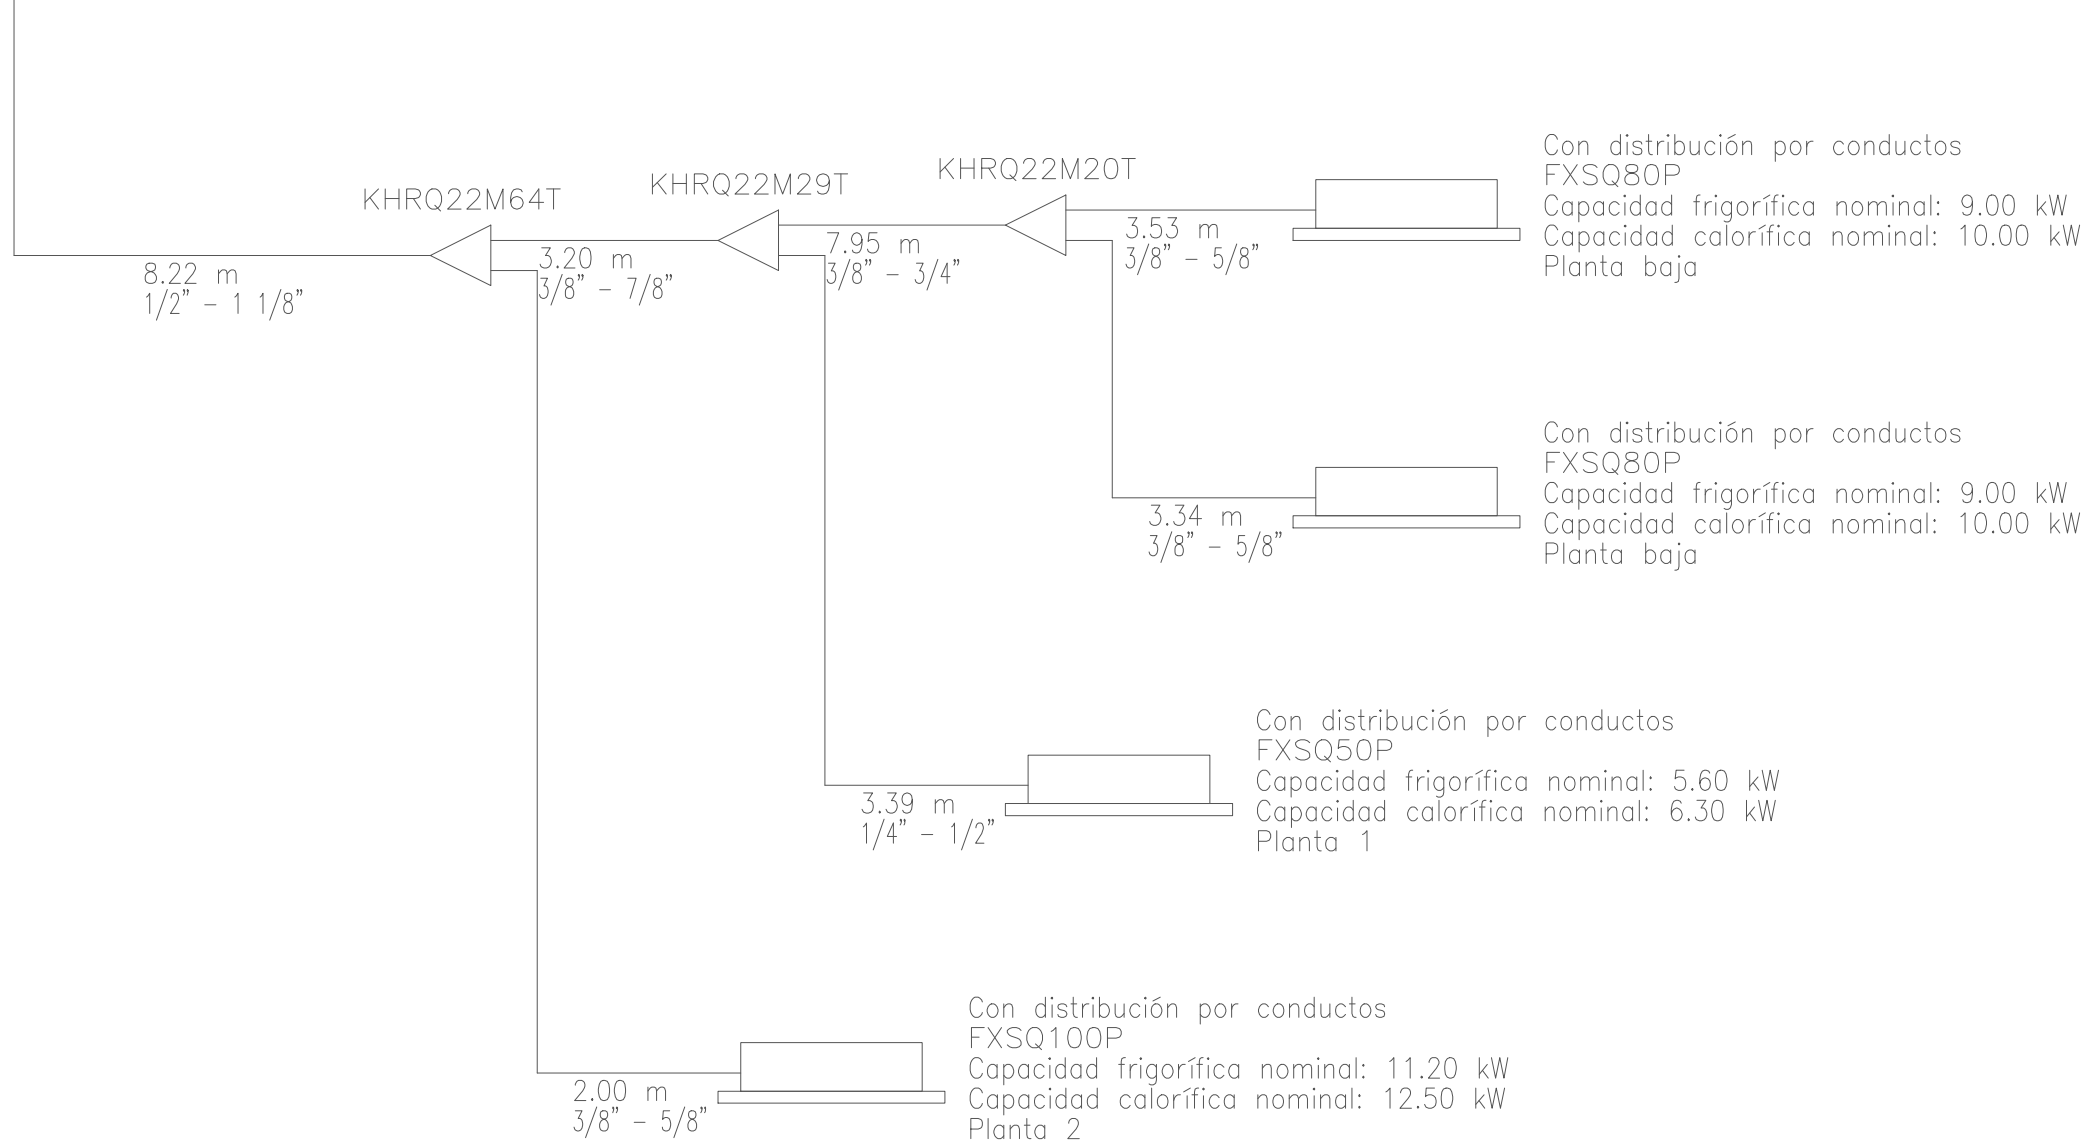 KHRQ22M64T
KHRQ22M29T
KHRQ22M20T
8.22 m
1/2" – 1 1/8"
3.20 m
3/8" – 7/8"
7.95 m
3/8" – 3/4"
3.53 m
3/8" – 5/8"
Con distribución por conductos
FXSQ80P
Capacidad frigorífica nominal: 9.00 kW
Capacidad calorífica nominal: 10.00 kW
Planta baja
3.34 m
3/8" – 5/8"
Con distribución por conductos
FXSQ80P
Capacidad frigorífica nominal: 9.00 kW
Capacidad calorífica nominal: 10.00 kW
Planta baja
3.39 m
1/4" – 1/2"
Con distribución por conductos
FXSQ50P
Capacidad frigorífica nominal: 5.60 kW
Capacidad calorífica nominal: 6.30 kW
Planta 1
2.00 m
3/8" – 5/8"
Con distribución por conductos
FXSQ100P
Capacidad frigorífica nominal: 11.20 kW
Capacidad calorífica nominal: 12.50 kW
Planta 2